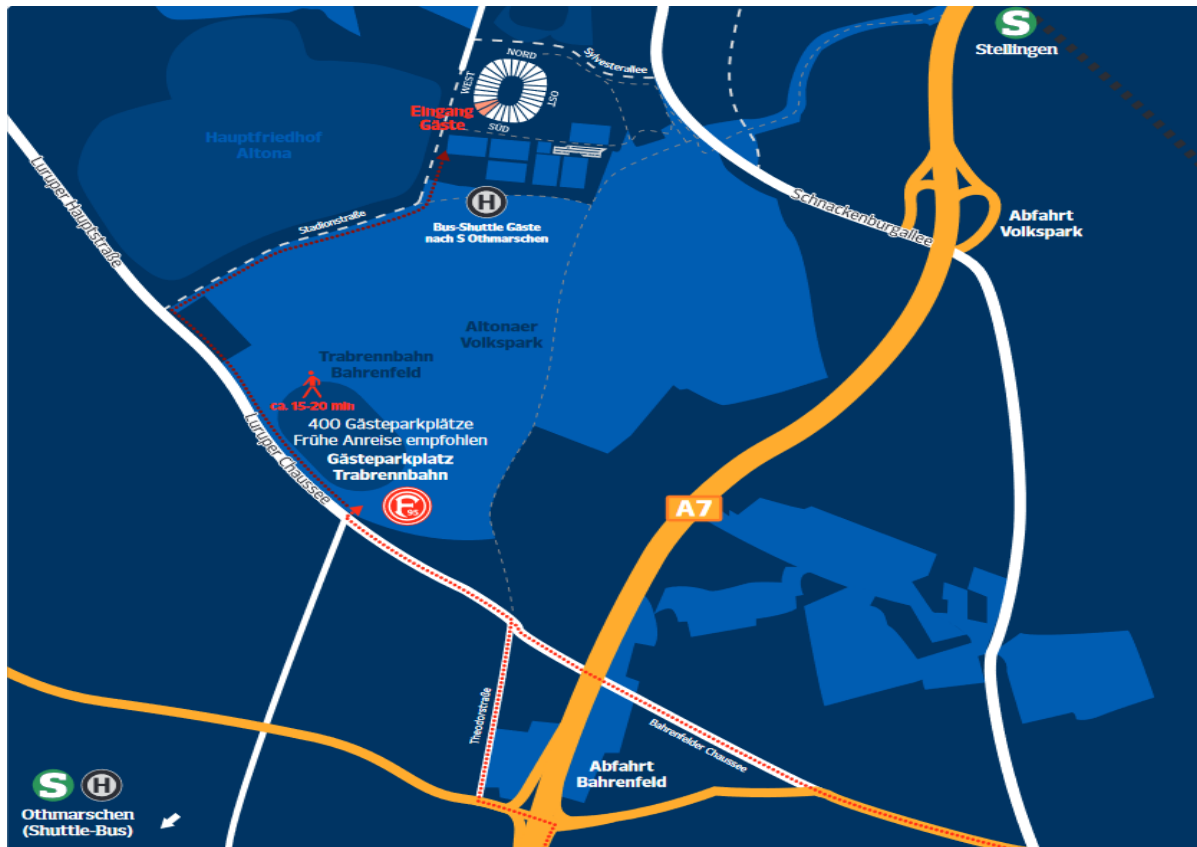 S
Stellingen
NORD
WEST
OST
SÜD
Sylvesterallee
Eingang
Gäste
Hauptfriedhof
Altona
Luruper Hauptstraße
Stadionstraße
H
Bus-Shuttle Gäste
nach S Othmarschen
Schnackenburgallee
Abfahrt
Volkspark
Altonaer
Volkspark
Trabrennbahn
Bahrenfeld
ca. 15-20 min
400 Gästeparkplätze
Frühe Anreise empfohlen
Gästeparkplatz
Trabrennbahn
F
95
Luruper Chaussee
A7
Theodorstraße
Bahrenfelder Chaussee
Abfahrt
Bahrenfeld
S H
Othmarschen
(Shuttle-Bus)